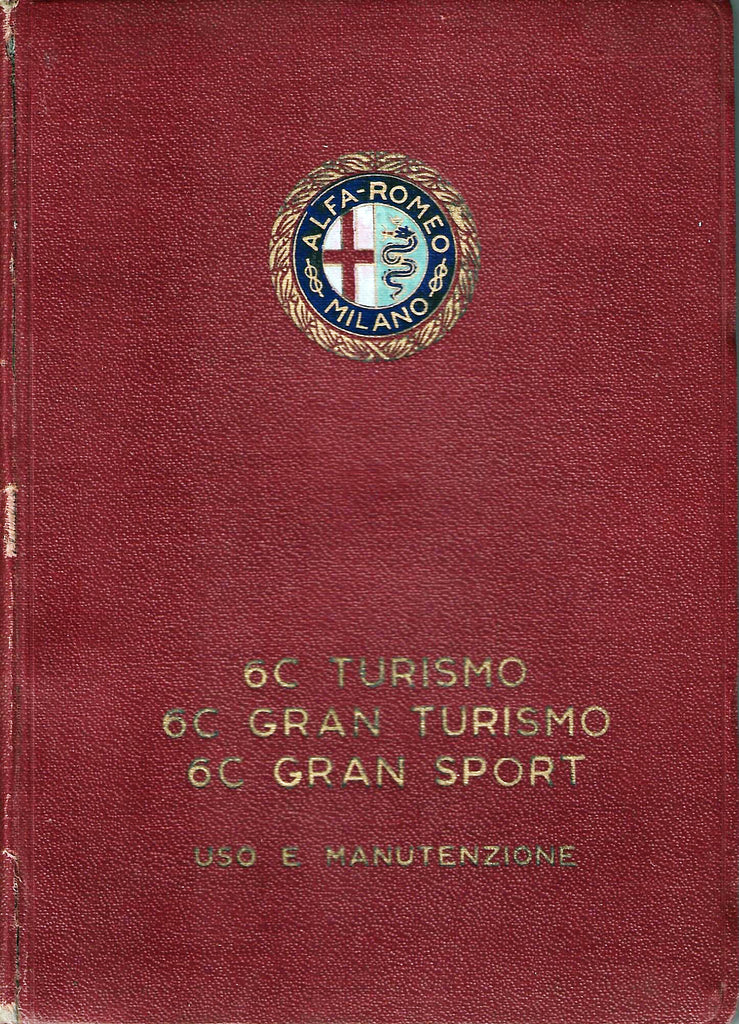 ALFA-ROMEO
MILANO
6C TURISMO
6C GRAN TURISMO
6C GRAN SPORT
USO E MANUTENZIONE